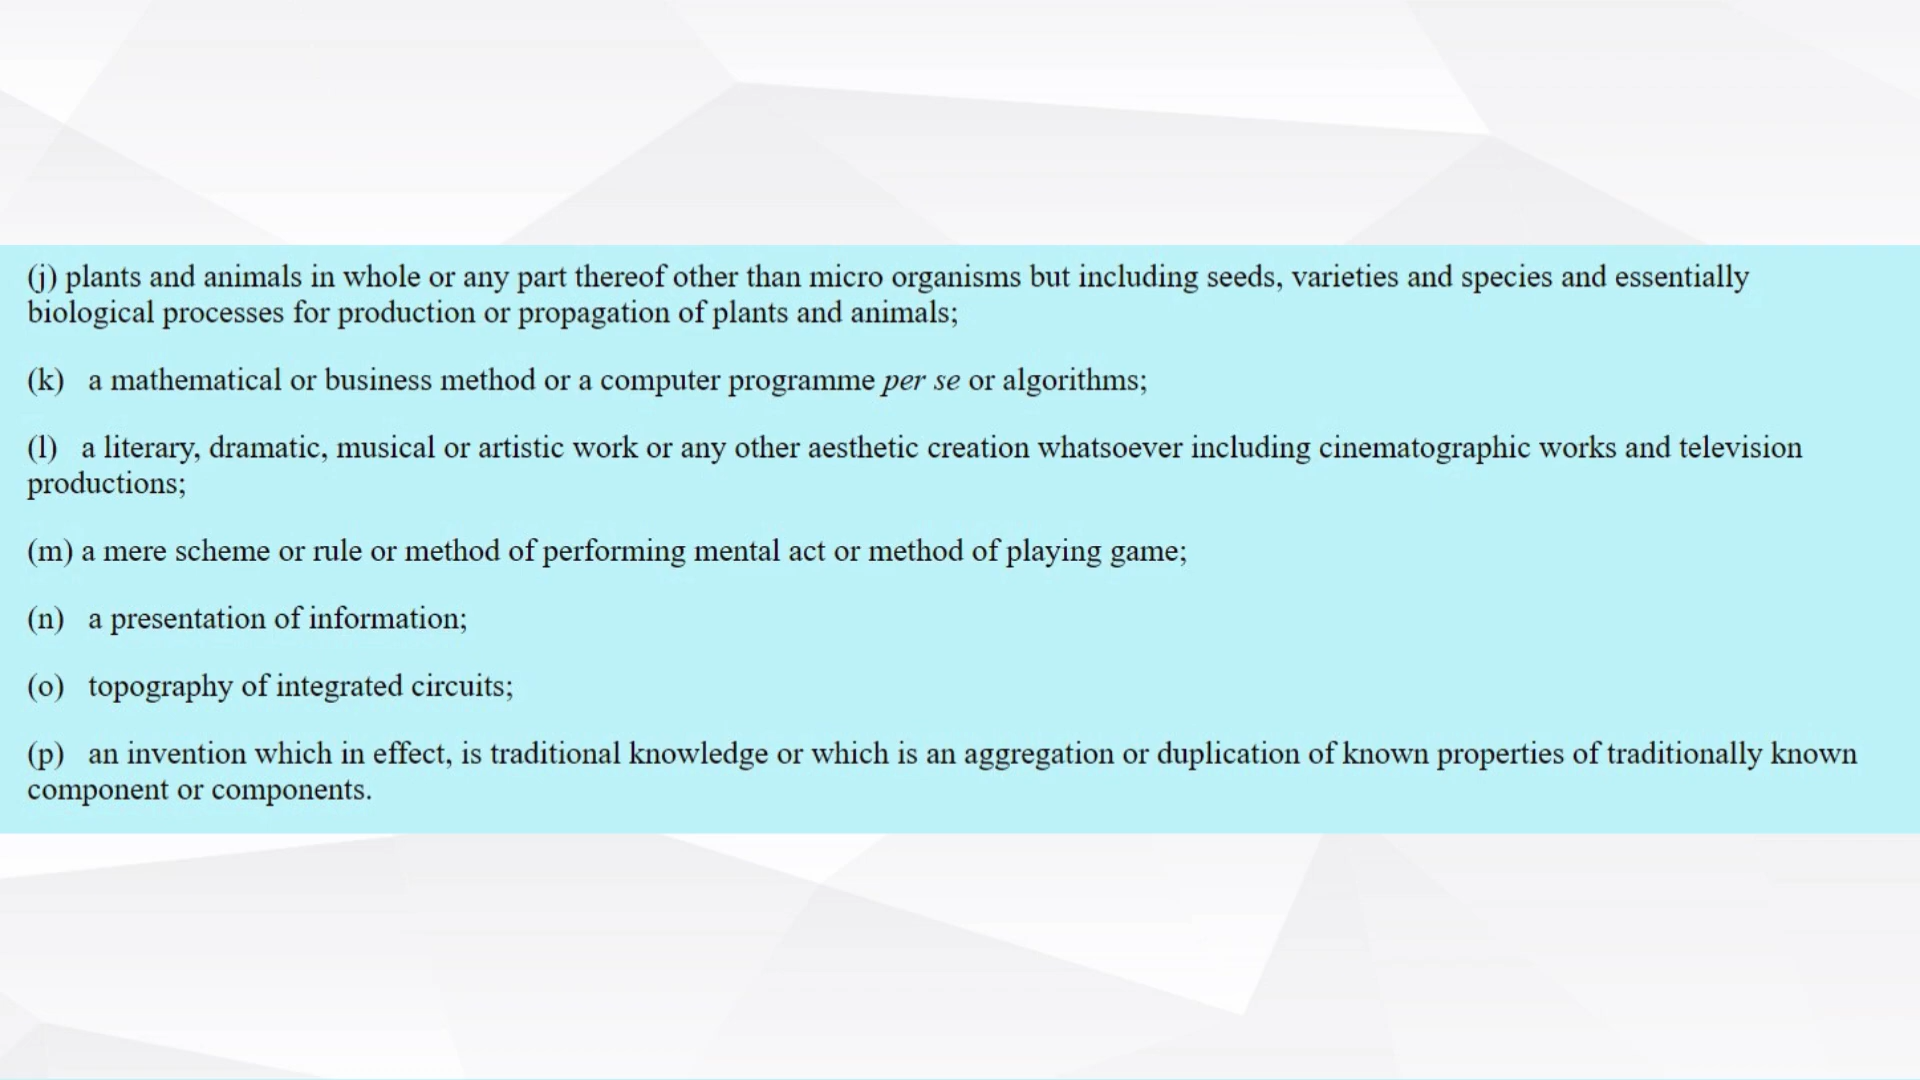 (j) plants and animals in whole or any part thereof other than micro organisms but including seeds, varieties and species and essentially
biological processes for production or propagation of plants and animals;
(k) a mathematical or business method or a computer programme per se or algorithms;
(l) a literary, dramatic, musical or artistic work or any other aesthetic creation whatsoever including cinematographic works and television
productions;
(m) a mere scheme or rule or method of performing mental act or method of playing game;
(n) a presentation of information;
(o) topography of integrated circuits;
(p) an invention which in effect, is traditional knowledge or which is an aggregation or duplication of known properties of traditionally known
component or components.